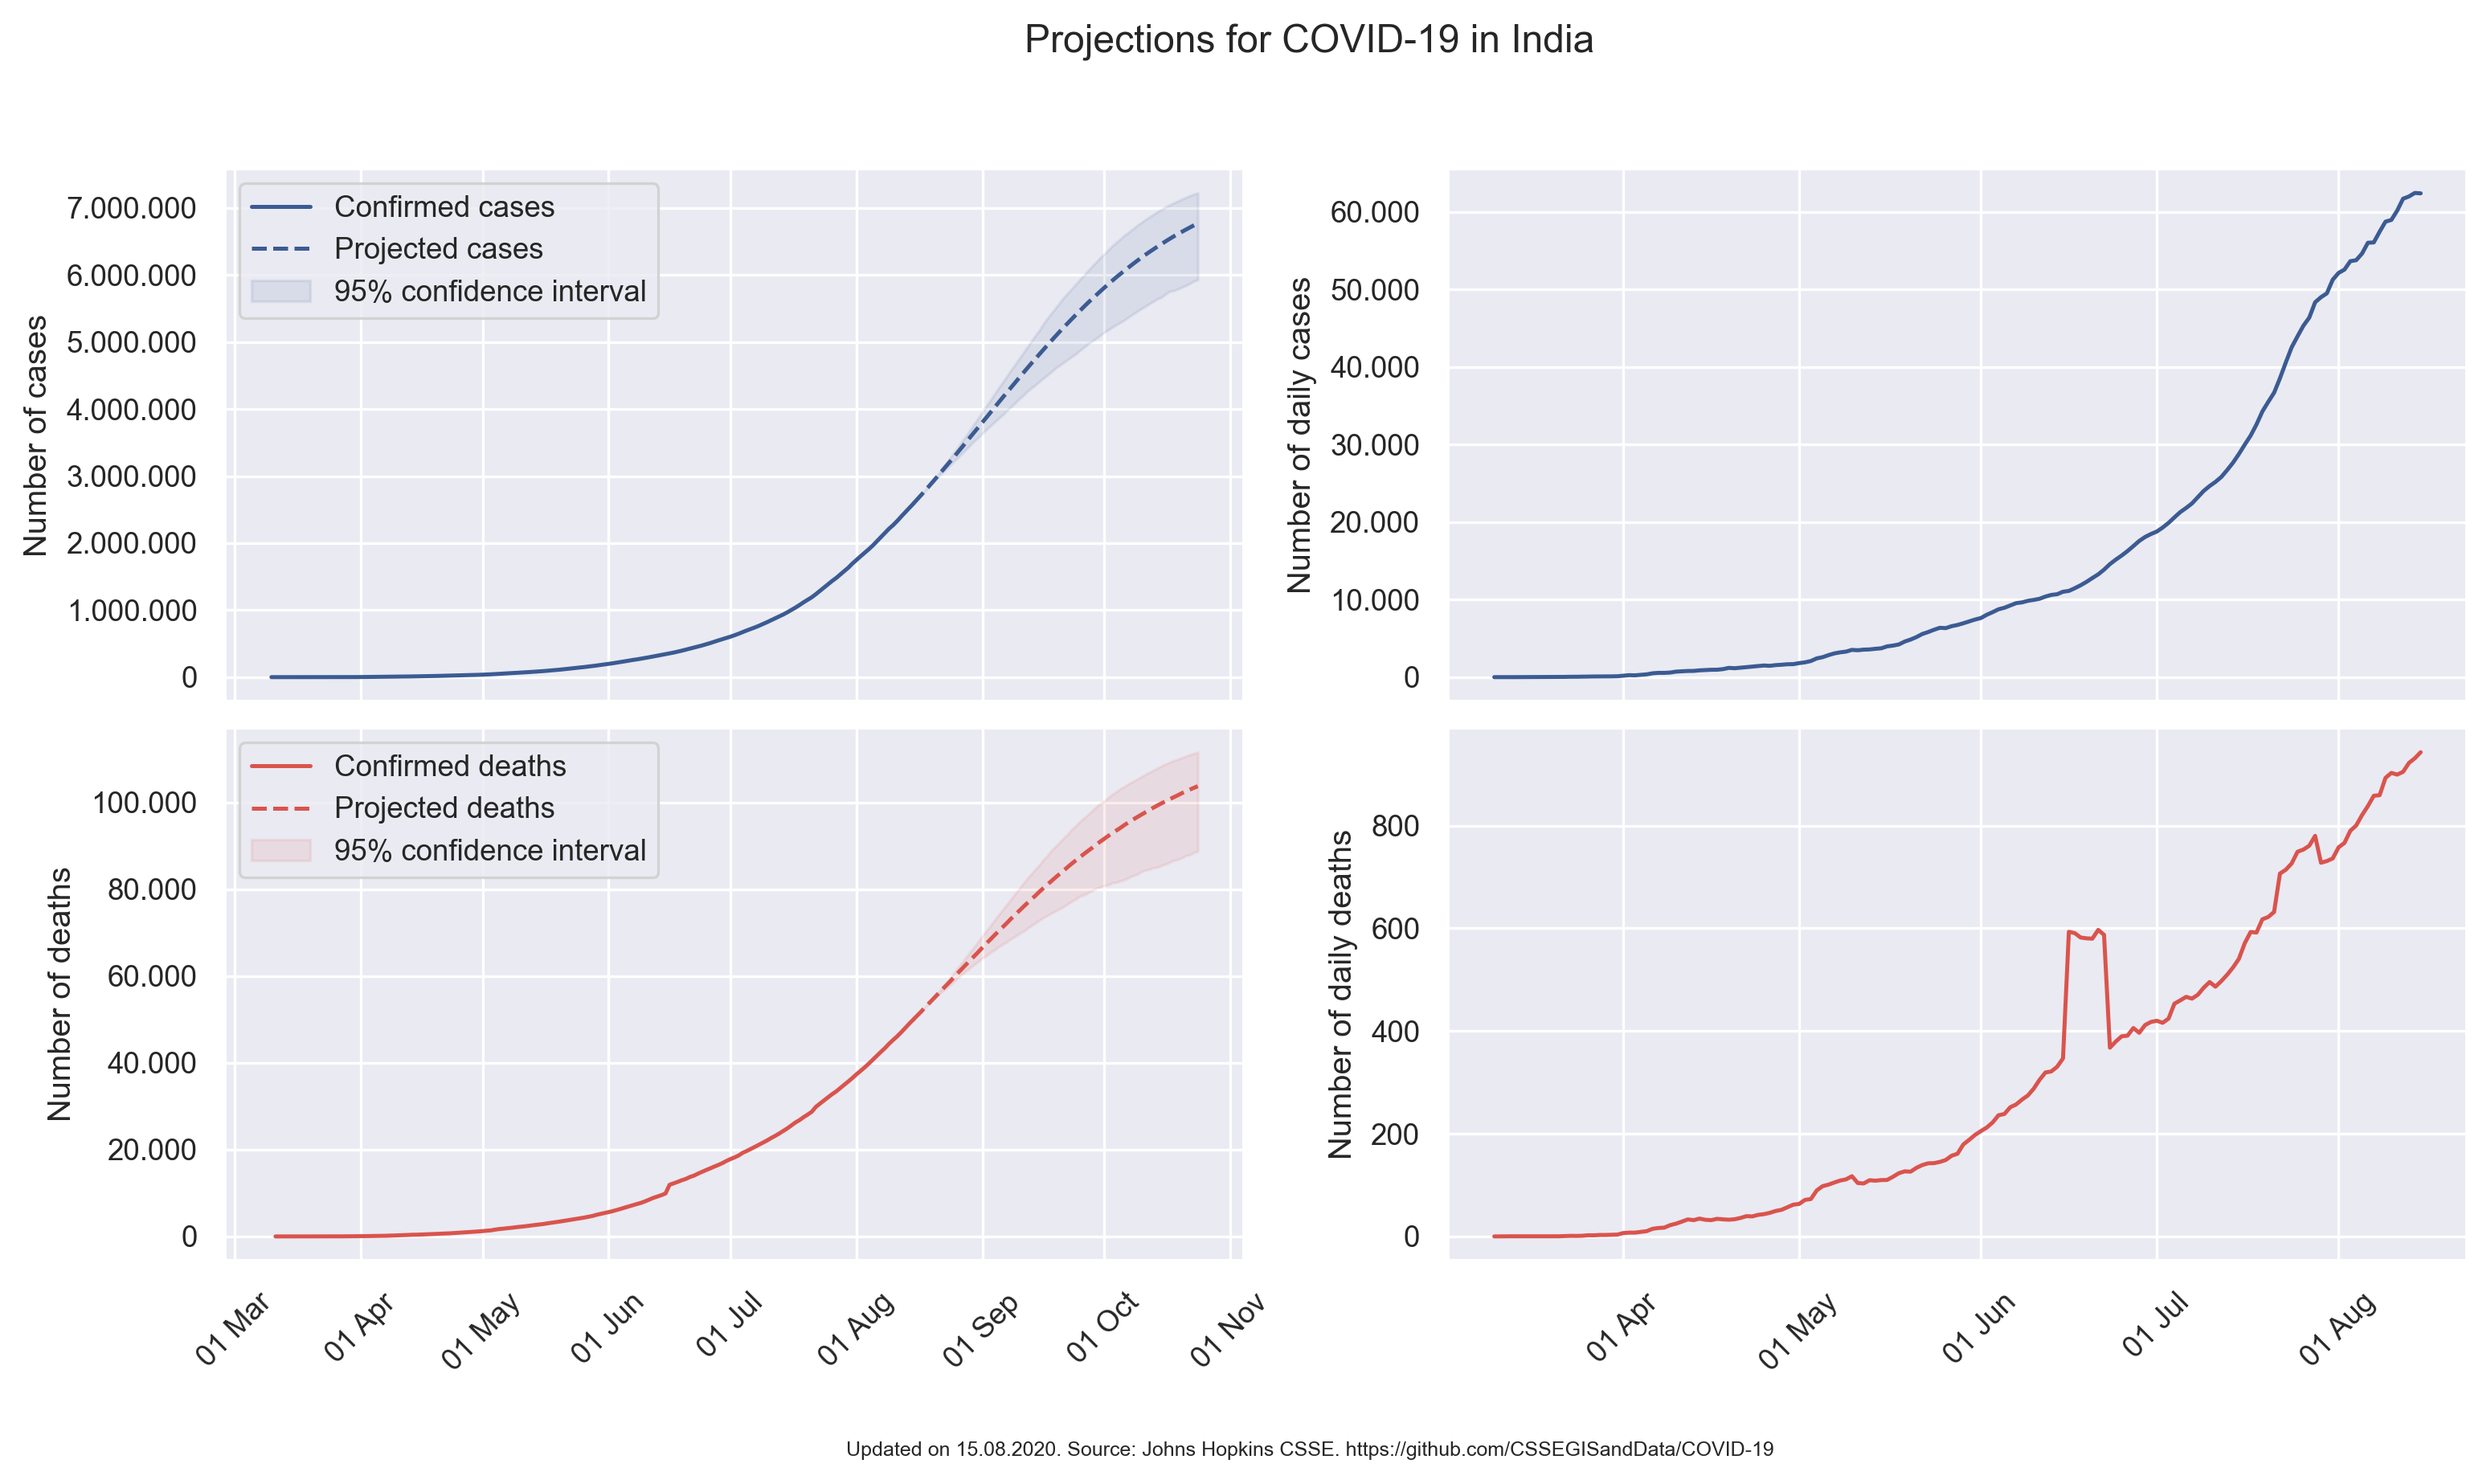 Projections for COVID-19 in India
Number of cases
7.000.000
6.000.000
5.000.000
4.000.000
3.000.000
2.000.000
1.000.000
0
Confirmed cases
Projected cases
95% confidence interval
Number of daily cases
60.000
50.000
40.000
30.000
20.000
10.000
0
Number of deaths
100.000
80.000
60.000
40.000
20.000
0
Confirmed deaths
Projected deaths
95% confidence interval
01 Mar
01 Apr
01 May
01 Jun
01 Jul
01 Aug
01 Sep
01 Oct
01 Nov
Number of daily deaths
800
600
400
200
0
01 Apr
01 May
01 Jun
01 Jul
01 Aug
Updated on 15.08.2020. Source: Johns Hopkins CSSE. https://github.com/CSSEGISandData/COVID-19